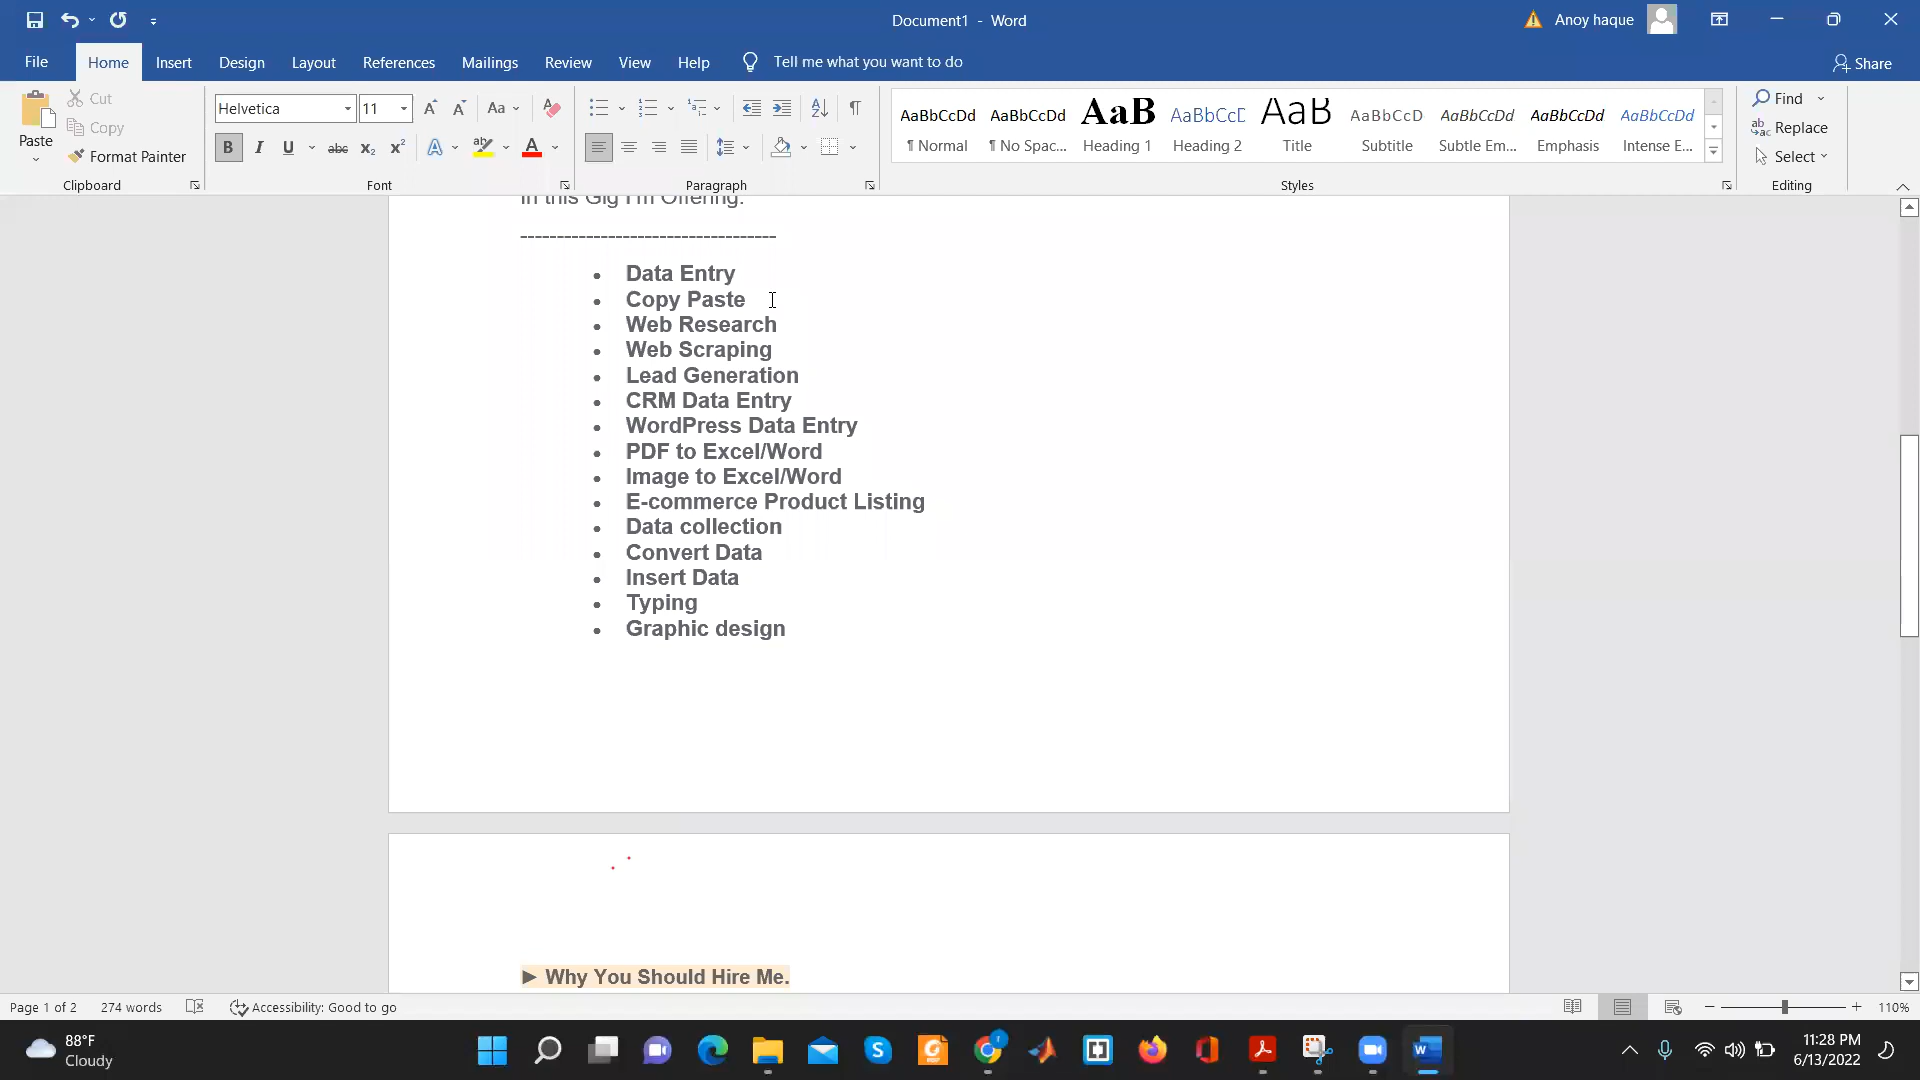 Document1 - Word
Anoy haque
File Home Insert Design Layout References Mailings Review View Help Tell me what you want to do
Share
Paste
Cut
Copy
Format Painter
Clipboard
Helvetica 11
Font
Paragraph
AaBbCcDd AaBbCcDd AaB AaBbCcC AaB AaBbCcD AaBbCcDd AaBbCcDd AaBbCcDd
¶ Normal ¶ No Spac... Heading 1 Heading 2 Title Subtitle Subtle Em... Emphasis Intense E...
Styles
Find
Replace
Select
Editing
In this Gig I'm Offering:
-----------------------------------
• Data Entry
• Copy Paste
• Web Research
• Web Scraping
• Lead Generation
• CRM Data Entry
• WordPress Data Entry
• PDF to Excel/Word
• Image to Excel/Word
• E-commerce Product Listing
• Data collection
• Convert Data
• Insert Data
• Typing
• Graphic design
► Why You Should Hire Me.
Page 1 of 2 274 words Accessibility: Good to go 110%
88°F
Cloudy
11:28 PM
6/13/2022